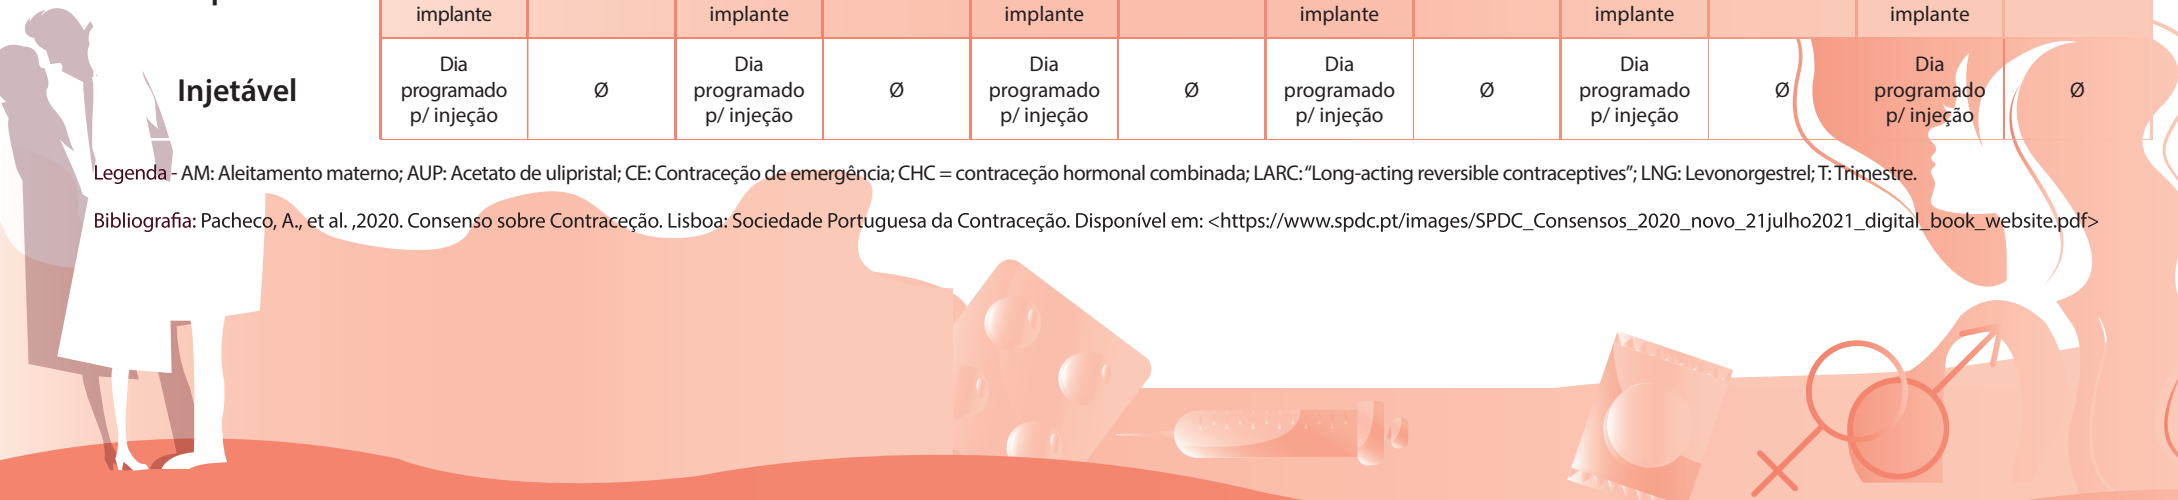 implante implante implante implante implante implante
Dia Dia Dia Dia Dia Dia
Injetável programado Ø programado Ø programado Ø programado Ø programado Ø programado Ø
p/ injeção p/ injeção p/ injeção p/ injeção p/ injeção p/ injeção
Legenda - AM: Aleitamento materno; AUP: Acetato de ulipristal; CE: Contraceção de emergência; CHC = contraceção hormonal combinada; LARC: “Long-acting reversible contraceptives”; LNG: Levonorgestrel; T: Trimestre.
Bibliografia: Pacheco, A., et al. ,2020. Consenso sobre Contraceção. Lisboa: Sociedade Portuguesa da Contraceção. Disponível em: <https://www.spdc.pt/images/SPDC_Consensos_2020_novo_21julho2021_digital_book_website.pdf>